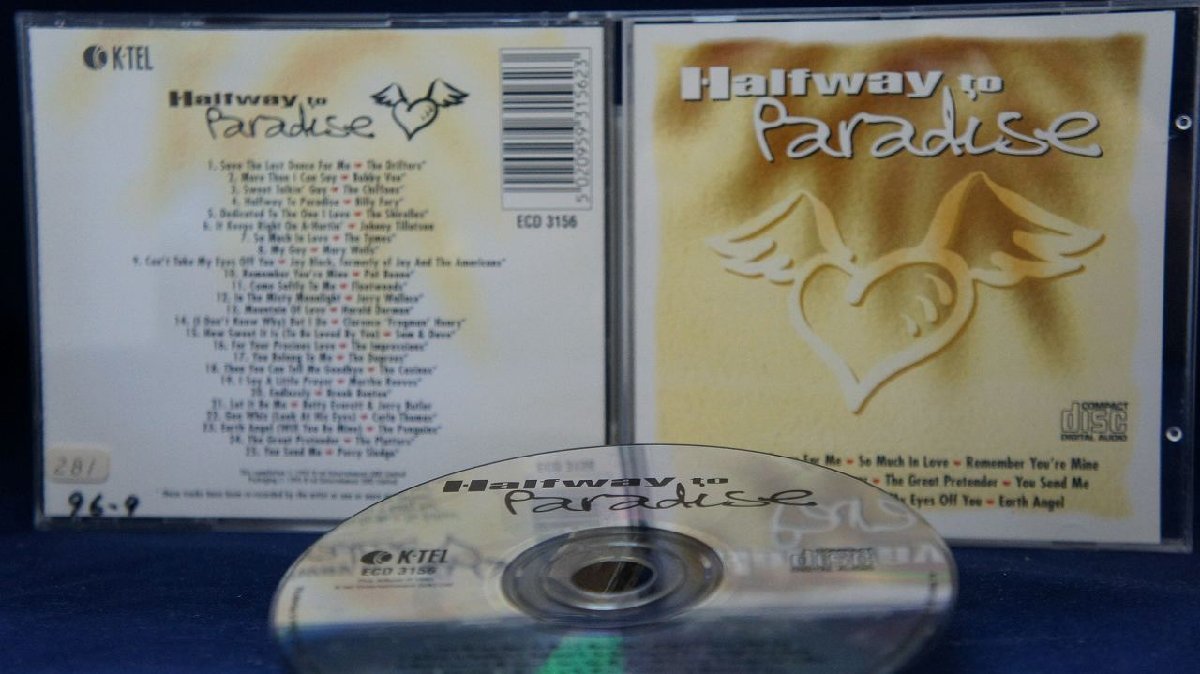 K-TEL
Halfway to
Paradise
1. Save The Last Dance For Me The Drifters*
2. More Than I Can Say Bobby Vee*
3. Sweet Talkin' Guy The Chiffons*
4. Halfway To Paradise Billy Fury*
5. Dedicated To The One I Love The Shirelles*
6. It Keeps Right On A-Hurtin' Johnny Tillotson
7. So Much In Love The Tymes*
8. My Guy Mary Wells*
9. Can't Take My Eyes Off You Jay Black, formerly of Jay And The Americans*
10. Remember You're Mine Pat Boone*
11. Come Softly To Me Fleetwoods*
12. In The Misty Moonlight Jerry Wallace*
13. Mountain Of Love Harold Dorman*
14. (I Don't Know Why) But I Do Clarence 'Frogman' Henry*
15. How Sweet It Is (To Be Loved By You) Sam & Dave*
16. For Your Precious Love The Impressions*
17. You Belong To Me The Duprees*
18. Then You Can Tell Me Goodbye The Casinos*
19. I Say A Little Prayer Martha Reeves*
20. Endlessly Brook Benton*
21. Let It Be Me Betty Everett & Jerry Butler
22. Gee Whiz (Look At His Eyes) Carla Thomas*
23. Earth Angel (Will You Be Mine) The Penguins*
24. The Great Pretender The Platters*
25. You Send Me Percy Sledge*
5 020959 315623
ECD 3156
281
96-9
Halfway to
Paradise
COMPACT
disc
DIGITAL AUDIO
For Me So Much In Love Remember You're Mine
The Great Pretender You Send Me
My Eyes Off You Earth Angel
Halfway to
Paradise
K-TEL
ECD 3156
COMPACT
disc
DIGITAL AUDIO